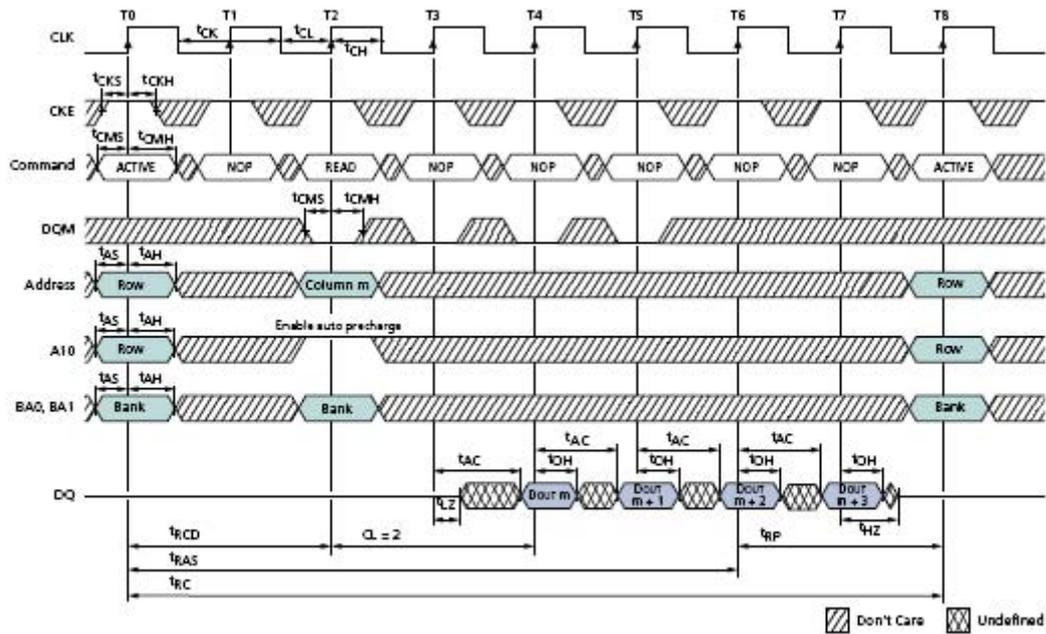 T0 T1 T2 T3 T4 T5 T6 T7 T8
CLK
tCK tCL tCH
tCKS tCKH
CKE
tCMS tCMH
Command ACTIVE NOP READ NOP NOP NOP NOP NOP ACTIVE
tCMS tCMH
DQM
tAS tAH
Address Row Column m Row
tAS tAH Enable auto precharge
A10 Row Row
tAS tAH
BA0, BA1 Bank Bank Bank
tAC tAC tAC tAC
tOH tOH tOH tOH
DQ DOUT m DOUT m + 1 DOUT m + 2 DOUT m + 3
tLZ tHZ
tRCD CL = 2 tRP
tRAS
tRC
Don't Care Undefined